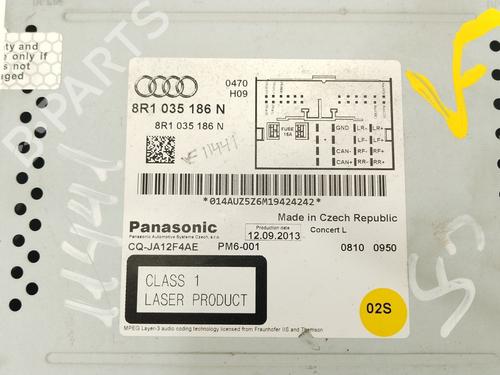 ty and
e only if
s not
naged
0470
H09
8R1 035 186 N
8R1 035 186 N
GND LR- LR+
LF- LF+
FUSE
15A
CAN- RF- RF+
CAN+ RR- RR+
*014AUZ5Z6M19424242*
Made in Czech Republic
Panasonic
Panasonic Automotive Systems Czech, s.r.o.
Production date
12.09.2013
Concert L
CQ-JA12F4AE PM6-001
0810 0950
CLASS 1
LASER PRODUCT
02S
MPEG Layer-3 audio coding technology licensed from Fraunhofer IIS and Thomson
B-PARTS